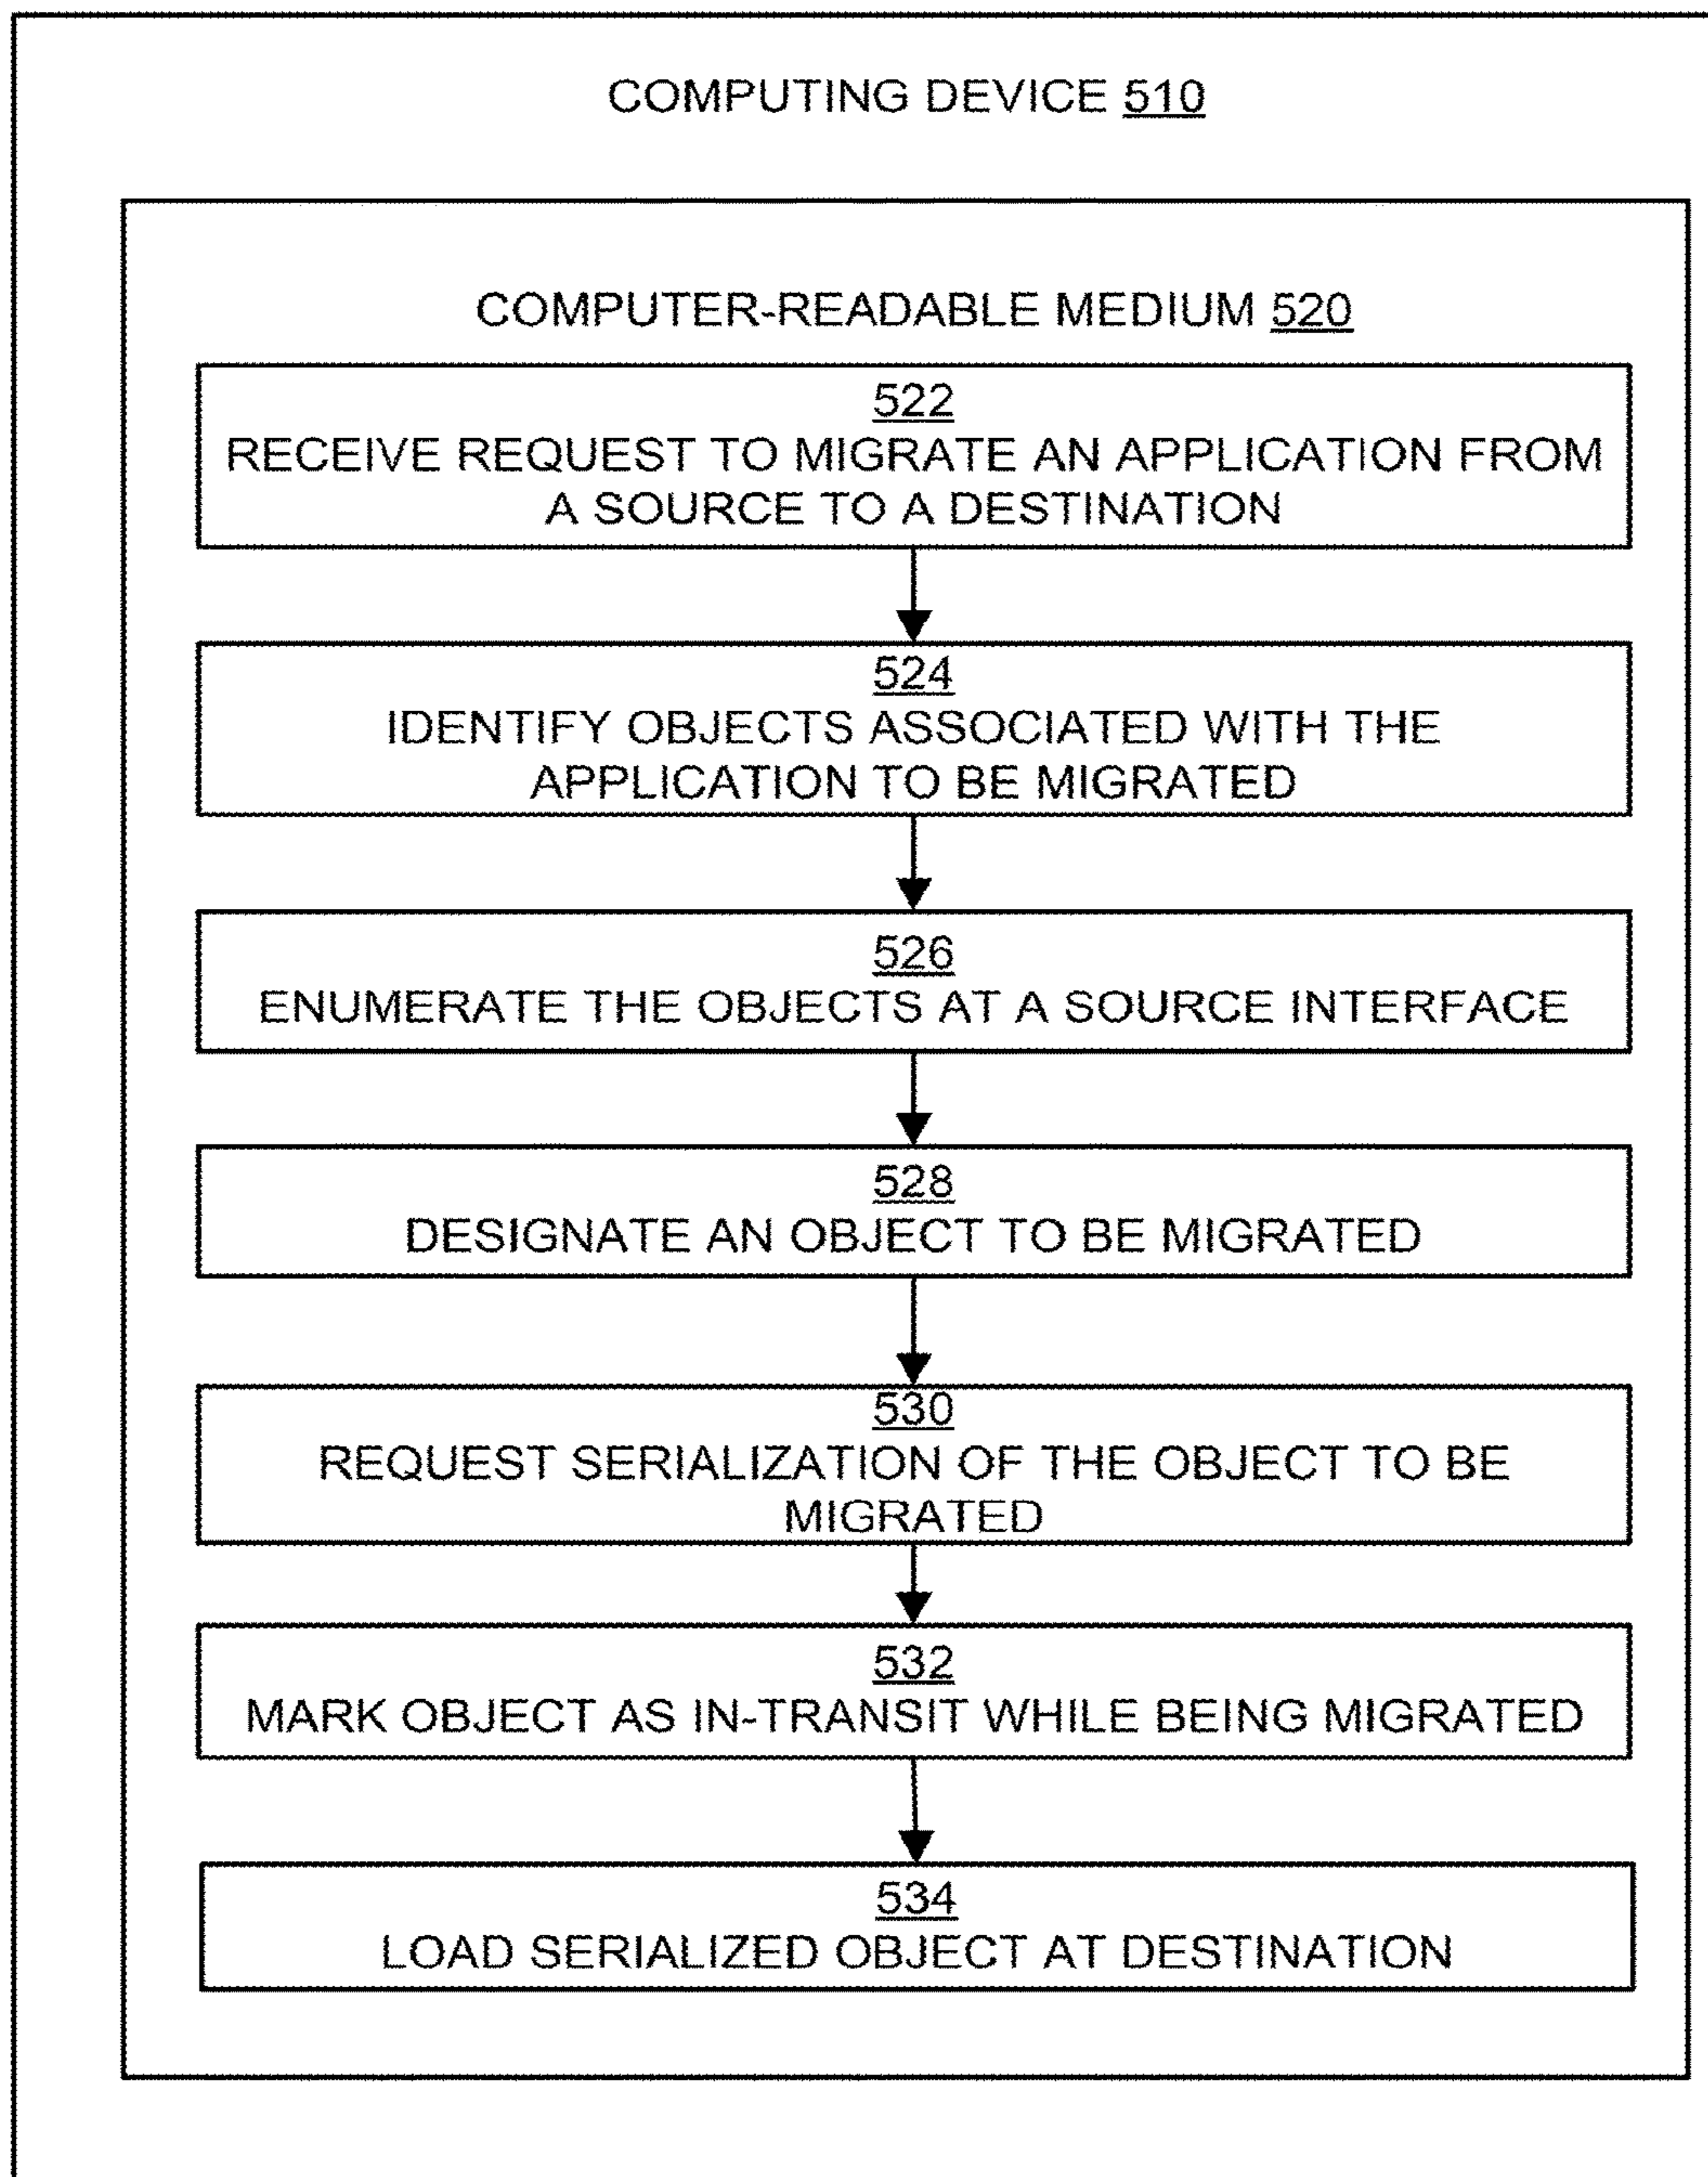 COMPUTING DEVICE 510
COMPUTER-READABLE MEDIUM 520
522
RECEIVE REQUEST TO MIGRATE AN APPLICATION FROM
A SOURCE TO A DESTINATION
524
IDENTIFY OBJECTS ASSOCIATED WITH THE
APPLICATION TO BE MIGRATED
526
ENUMERATE THE OBJECTS AT A SOURCE INTERFACE
528
DESIGNATE AN OBJECT TO BE MIGRATED
530
REQUEST SERIALIZATION OF THE OBJECT TO BE
MIGRATED
532
MARK OBJECT AS IN-TRANSIT WHILE BEING MIGRATED
534
LOAD SERIALIZED OBJECT AT DESTINATION